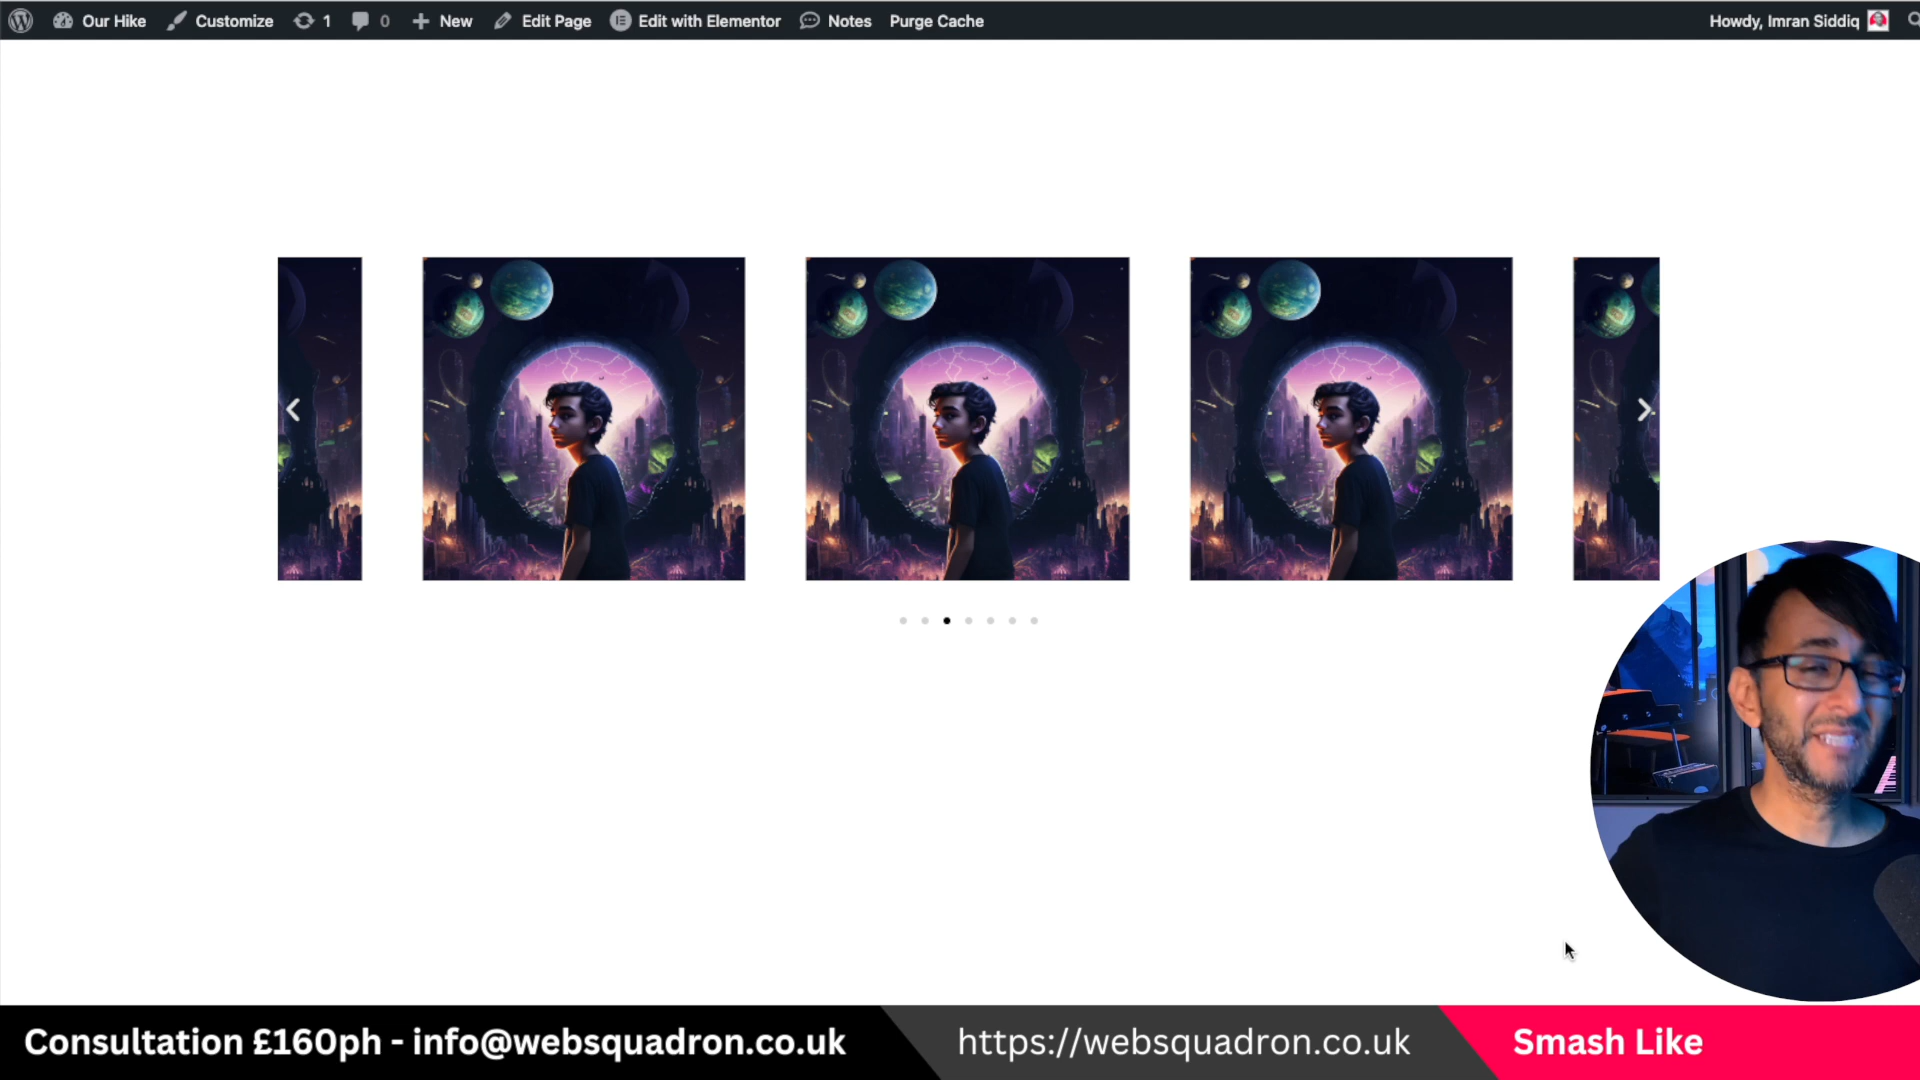 Our Hike Customize 1 0 New Edit Page Edit with Elementor Notes Purge Cache Howdy, Imran Siddiq
Consultation £160ph - info@websquadron.co.uk https://websquadron.co.uk Smash Like